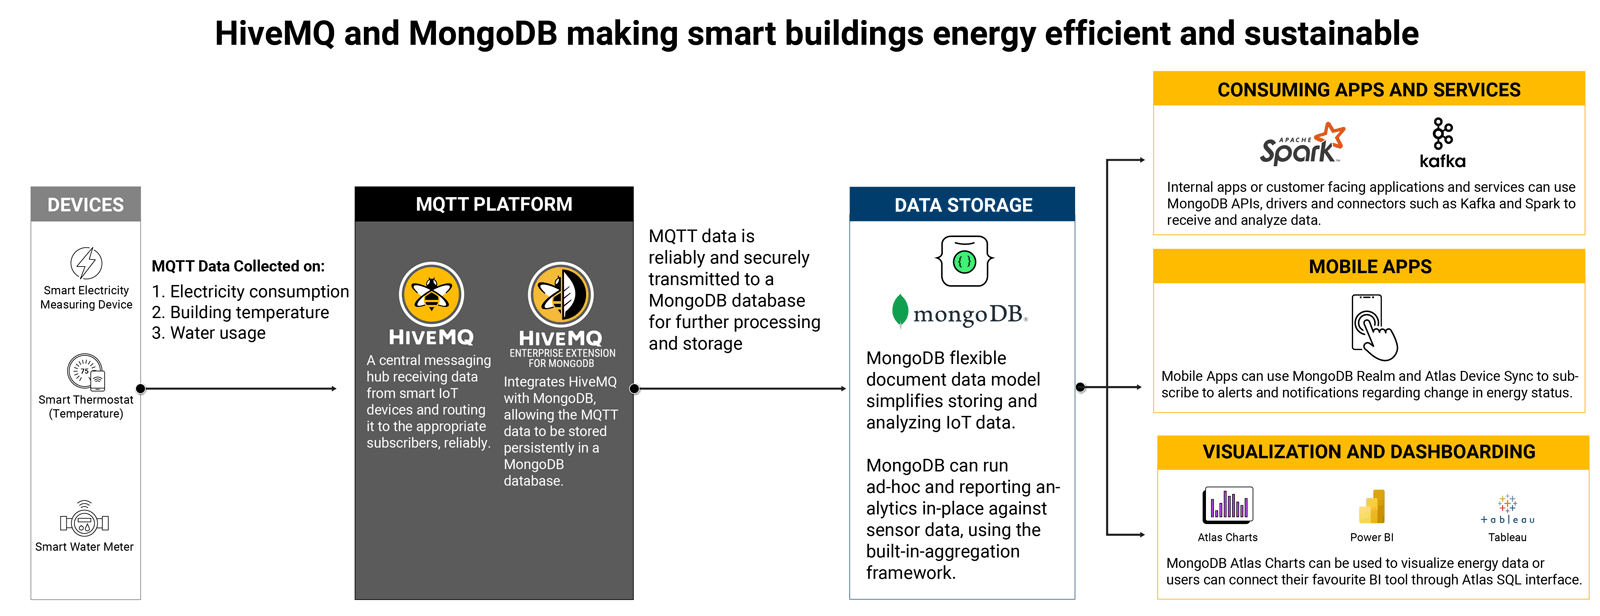 HiveMQ and MongoDB making smart buildings energy efficient and sustainable
DEVICES
Smart Electricity
Measuring Device
75
Smart Thermostat
(Temperature)
Smart Water Meter
MQTT Data Collected on:
1. Electricity consumption
2. Building temperature
3. Water usage
MQTT PLATFORM
HIVEMQ
A central messaging
hub receiving data
from smart IoT
devices and routing
it to the appropriate
subscribers, reliably.
HIVEMQ
ENTERPRISE EXTENSION
FOR MONGODB
Integrates HiveMQ
with MongoDB,
allowing the MQTT
data to be stored
persistently in a
MongoDB
database.
MQTT data is
reliably and securely
transmitted to a
MongoDB database
for further processing
and storage
DATA STORAGE
{ }
mongoDB®
MongoDB flexible
document data model
simplifies storing and
analyzing IoT data.
MongoDB can run
ad-hoc and reporting an-
alytics in-place against
sensor data, using the
built-in-aggregation
framework.
CONSUMING APPS AND SERVICES
APACHE
Spark™
kafka
Internal apps or customer facing applications and services can use
MongoDB APIs, drivers and connectors such as Kafka and Spark to
receive and analyze data.
MOBILE APPS
Mobile Apps can use MongoDB Realm and Atlas Device Sync to sub-
scribe to alerts and notifications regarding change in energy status.
VISUALIZATION AND DASHBOARDING
Atlas Charts
Power BI
+ableau
Tableau
MongoDB Atlas Charts can be used to visualize energy data or
users can connect their favourite BI tool through Atlas SQL interface.